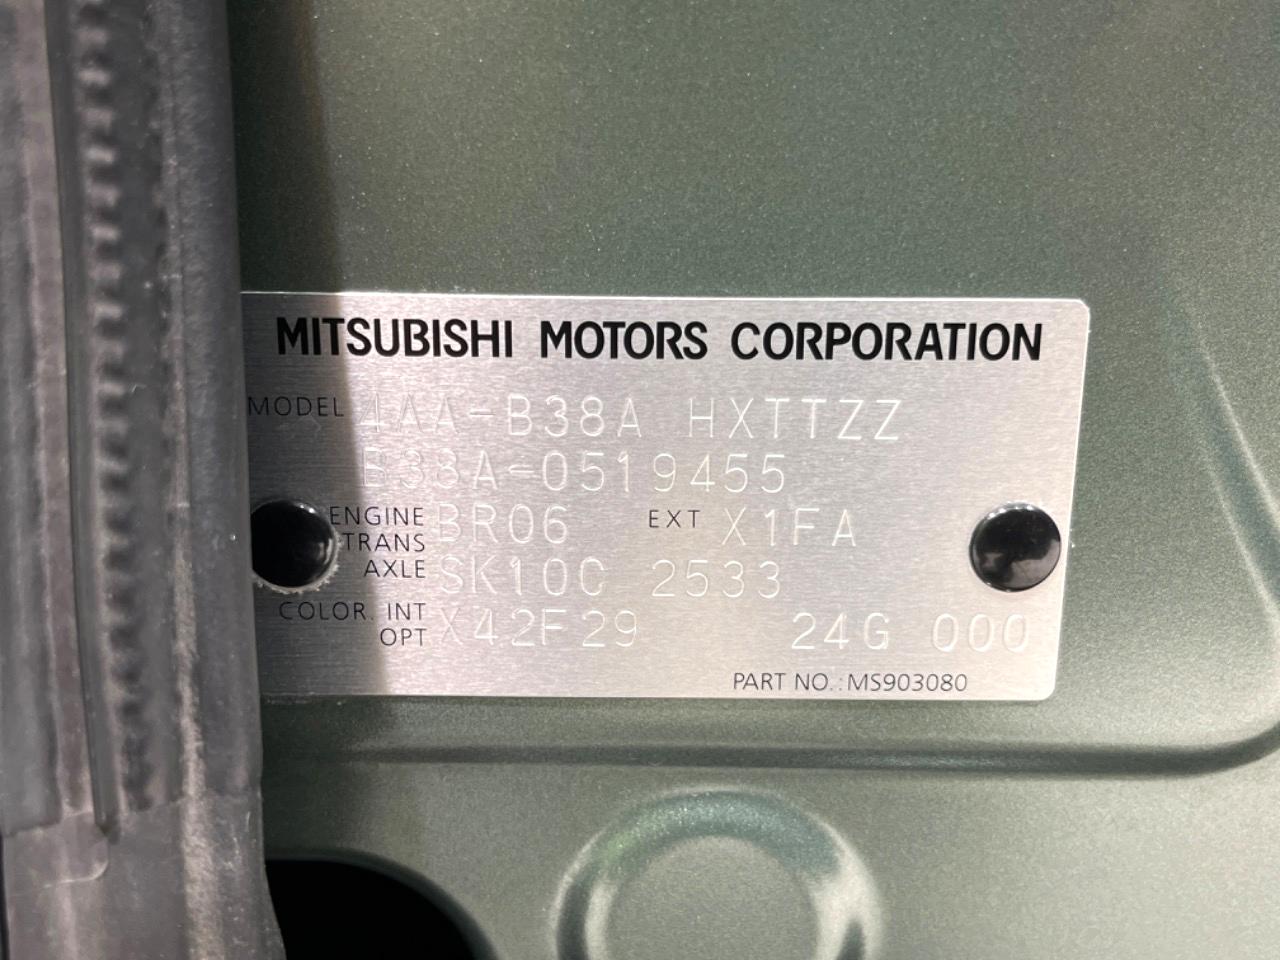 MITSUBISHI MOTORS CORPORATION
MODEL 4AA-B38A HXTTZZ
B38A-0519455
ENGINE BR06 EXT X1FA
TRANS
AXLE SK10C 2533
COLOR. INT
OPT X42F29 24G 000
PART NO.:MS903080